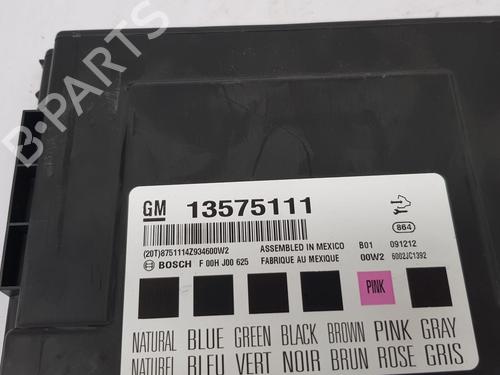 B-PARTS
GM 13575111
864
(20T)8751114Z934600W2 ASSEMBLED IN MEXICO B01 091212
BOSCH F 00H J00 625 FABRIQUE AU MEXIQUE 00W2 6002JC1392
PINK
NATURAL BLUE GREEN BLACK BROWN PINK GRAY
NATUREL BLEU VERT NOIR BRUN ROSE GRIS